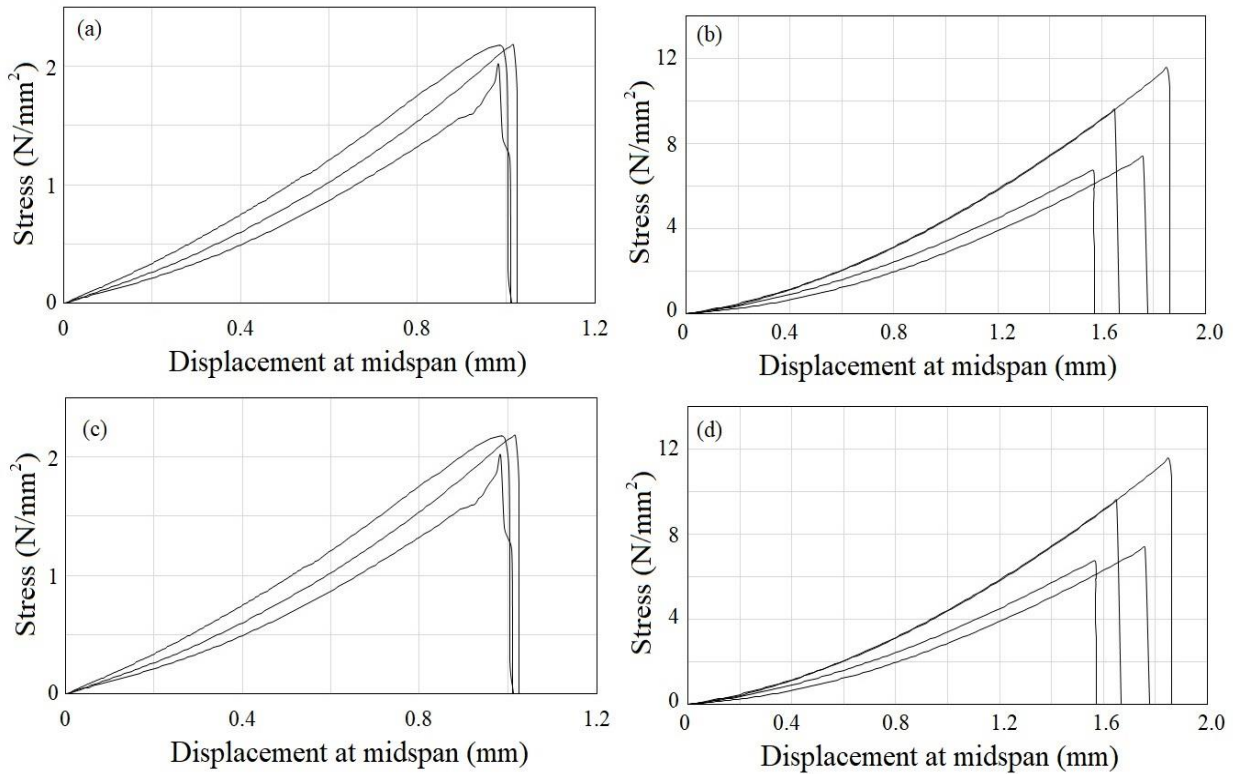 (a)
Stress (N/mm²)
2
1
0
0 0.4 0.8 1.2
Displacement at midspan (mm)
(b)
Stress (N/mm²)
12
8
4
0
0 0.4 0.8 1.2 1.6 2.0
Displacement at midspan (mm)
(c)
Stress (N/mm²)
2
1
0
0 0.4 0.8 1.2
Displacement at midspan (mm)
(d)
Stress (N/mm²)
12
8
4
0
0 0.4 0.8 1.2 1.6 2.0
Displacement at midspan (mm)